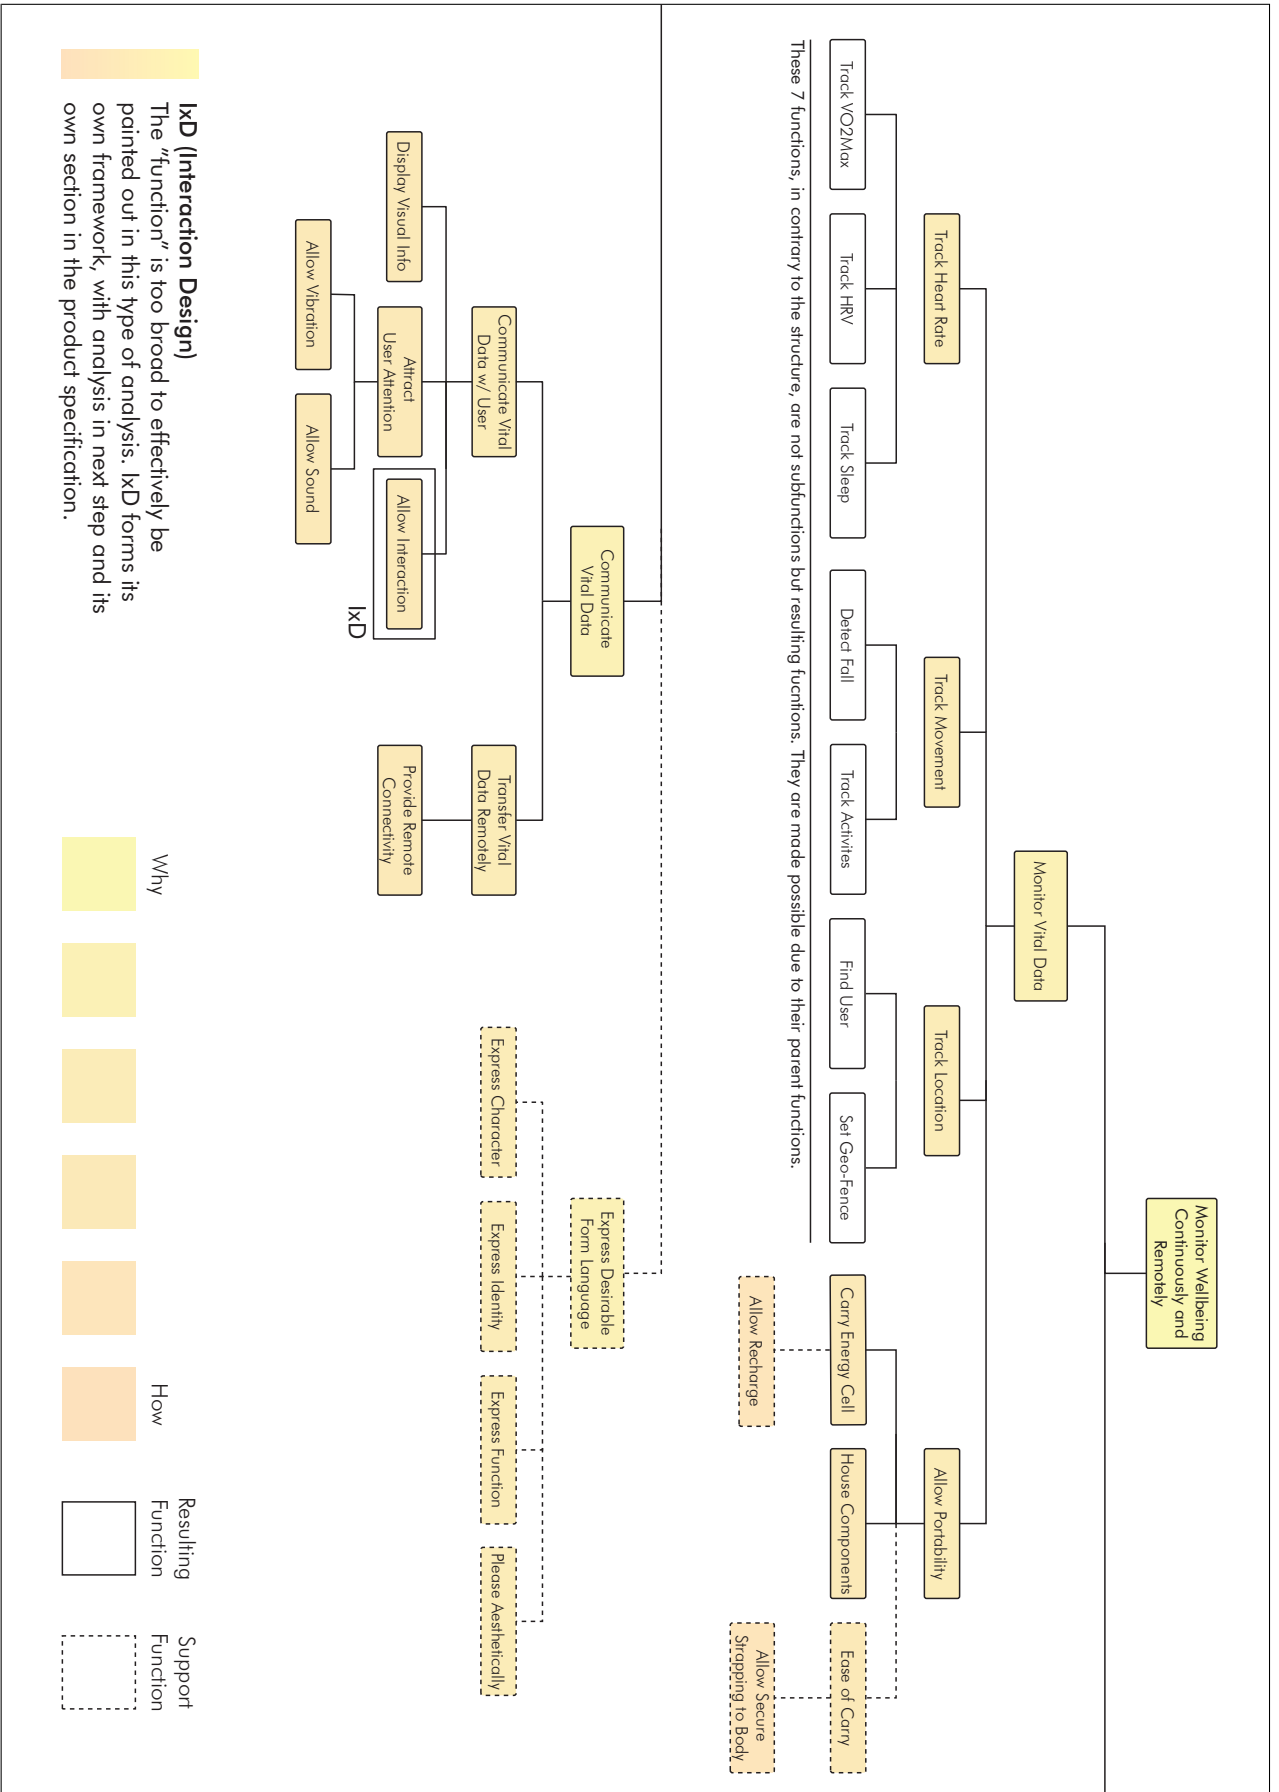 Monitor Wellbeing
Continuously and
Remotely
Monitor Vital Data
Track Heart Rate
Track Movement
Track Location
Allow Portability
Track VO2Max
Track HRV
Track Sleep
Detect Fall
Track Activites
Find User
Set Geo-Fence
Carry Energy Cell
House Components
Ease of Carry
These 7 functions, in contrary to the structure, are not subfunctions but resulting fucntions. They are made possible due to their parent functions.
Allow Recharge
Allow Secure
Strapping to Body
Communicate
Vital Data
Express Desirable
Form Language
Communicate Vital
Data w/ User
Transfer Vital
Data Remotely
Express Character
Express Identity
Express Function
Please Aesthetically
Display Visual Info
Attract
User Attention
Allow Interaction
IxD
Provide Remote
Connectivity
Allow Vibration
Allow Sound
IxD (Interaction Design)
The "function" is too broad to effectively be
painted out in this type of analysis. IxD forms its
own framework, with analysis in next step and its
own section in the product specification.
Why
How
Resulting
Function
Support
Function